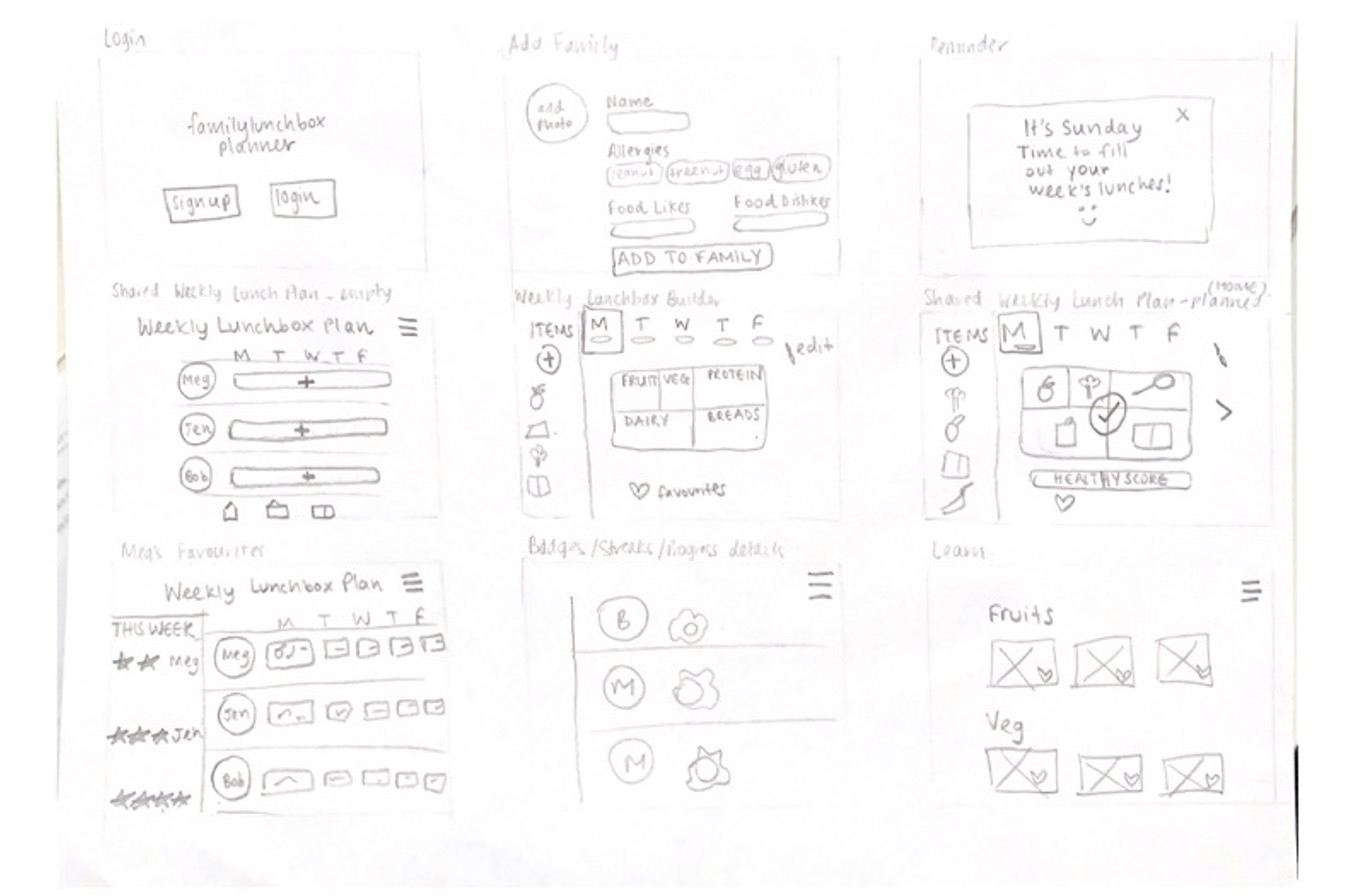 Login
familylunchbox
planner
sign up
login
Add Family
add
photo
Name
Allergies
peanut treenut egg gluten
Food Likes Food Dislikes
ADD TO FAMILY
Reminder
X
It's Sunday
Time to fill
out your
week's lunches!
Shared Weekly Lunch Plan - empty
Weekly Lunchbox Plan
M T W T F
Meg +
Jen +
Bob +
Weekly Lunchbox Builder
ITEMS M T W T F
+
edit
FRUIT VEG PROTEIN
DAIRY BREADS
favourites
Shared Weekly Lunch Plan - planned (HOME)
ITEMS M T W T F
+
HEALTHY SCORE
Meg's Favourites
Weekly Lunchbox Plan
THIS WEEK M T W T F
Meg Meg
Jen Jen
Bob
Badges/Streaks/Progress details
B
M
M
Learn
Fruits
Veg